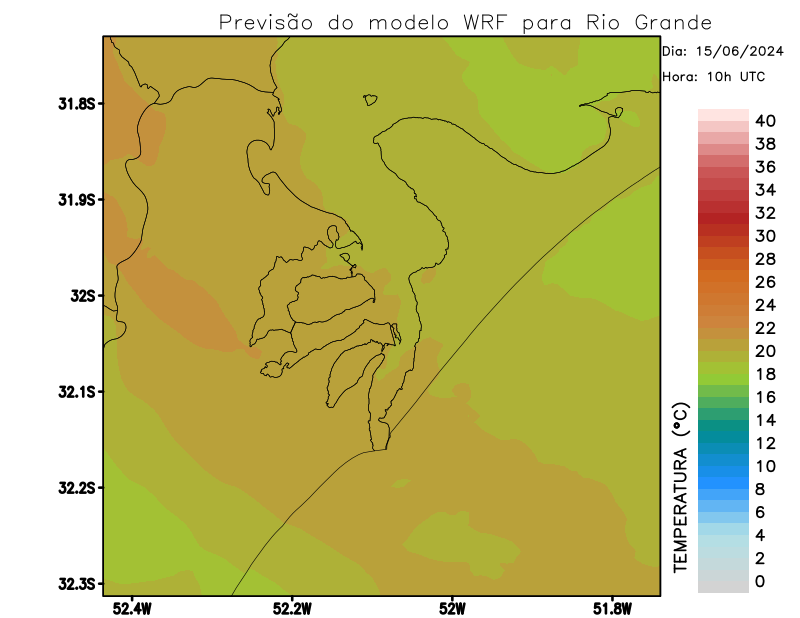 Previsão do modelo WRF para Rio Grande
Dia: 15/06/2024
Hora: 10h UTC
31.8S
31.9S
32S
32.1S
32.2S
32.3S
52.4W
52.2W
52W
51.8W
TEMPERATURA (°C)
40
38
36
34
32
30
28
26
24
22
20
18
16
14
12
10
8
6
4
2
0